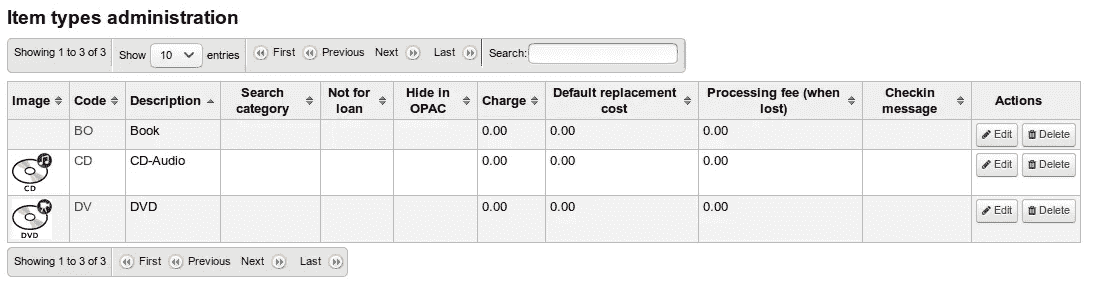 Item types administration
Showing 1 to 3 of 3 Show 10 entries First Previous Next Last Search:
Image Code Description Search category Not for loan Hide in OPAC Charge Default replacement cost Processing fee (when lost) Checkin message Actions
BO Book 0.00 0.00 0.00 Edit Delete
CD CD CD-Audio 0.00 0.00 0.00 Edit Delete
DVD DV DVD 0.00 0.00 0.00 Edit Delete
Showing 1 to 3 of 3 First Previous Next Last